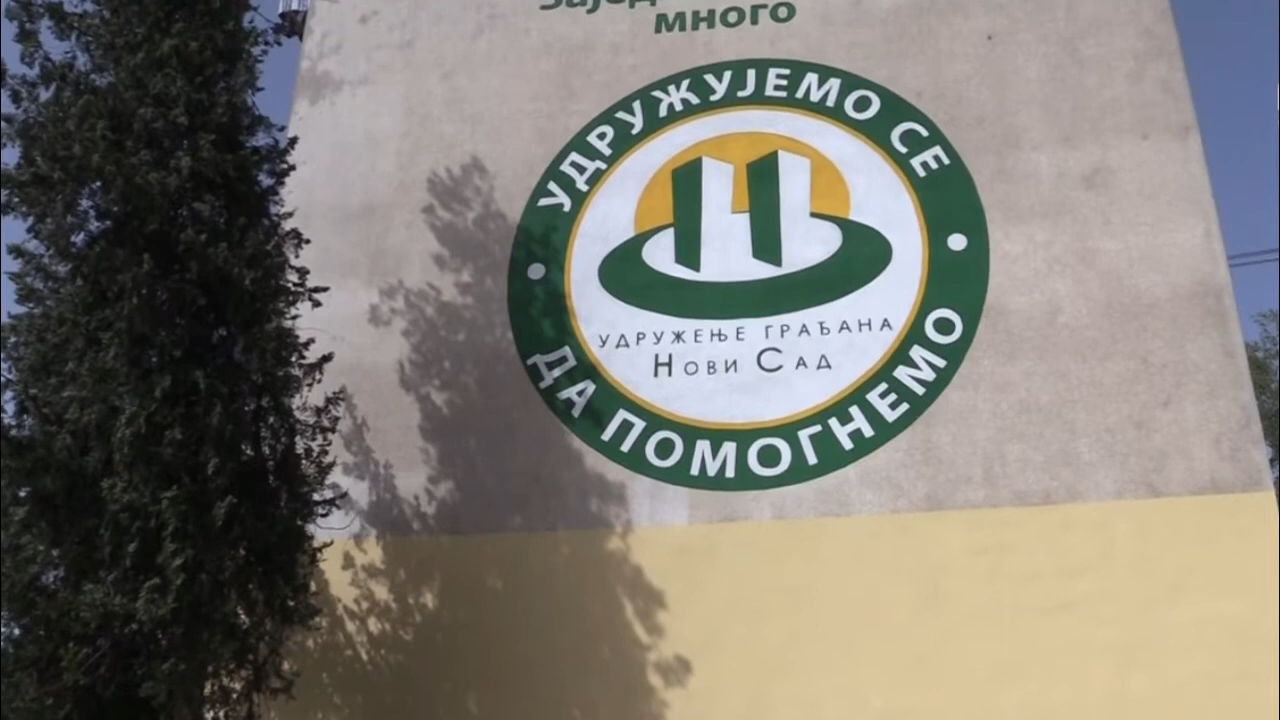 много
УДРУЖУЈЕМО СЕ
УДРУЖЕЊЕ ГРАЂАНА
Нови Сад
ДА ПОМОГНЕМО